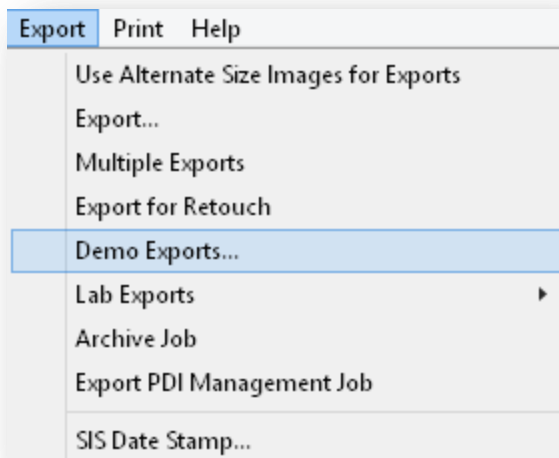 Export Print Help
Use Alternate Size Images for Exports
Export...
Multiple Exports
Export for Retouch
Demo Exports...
Lab Exports
Archive Job
Export PDI Management Job
SIS Date Stamp...